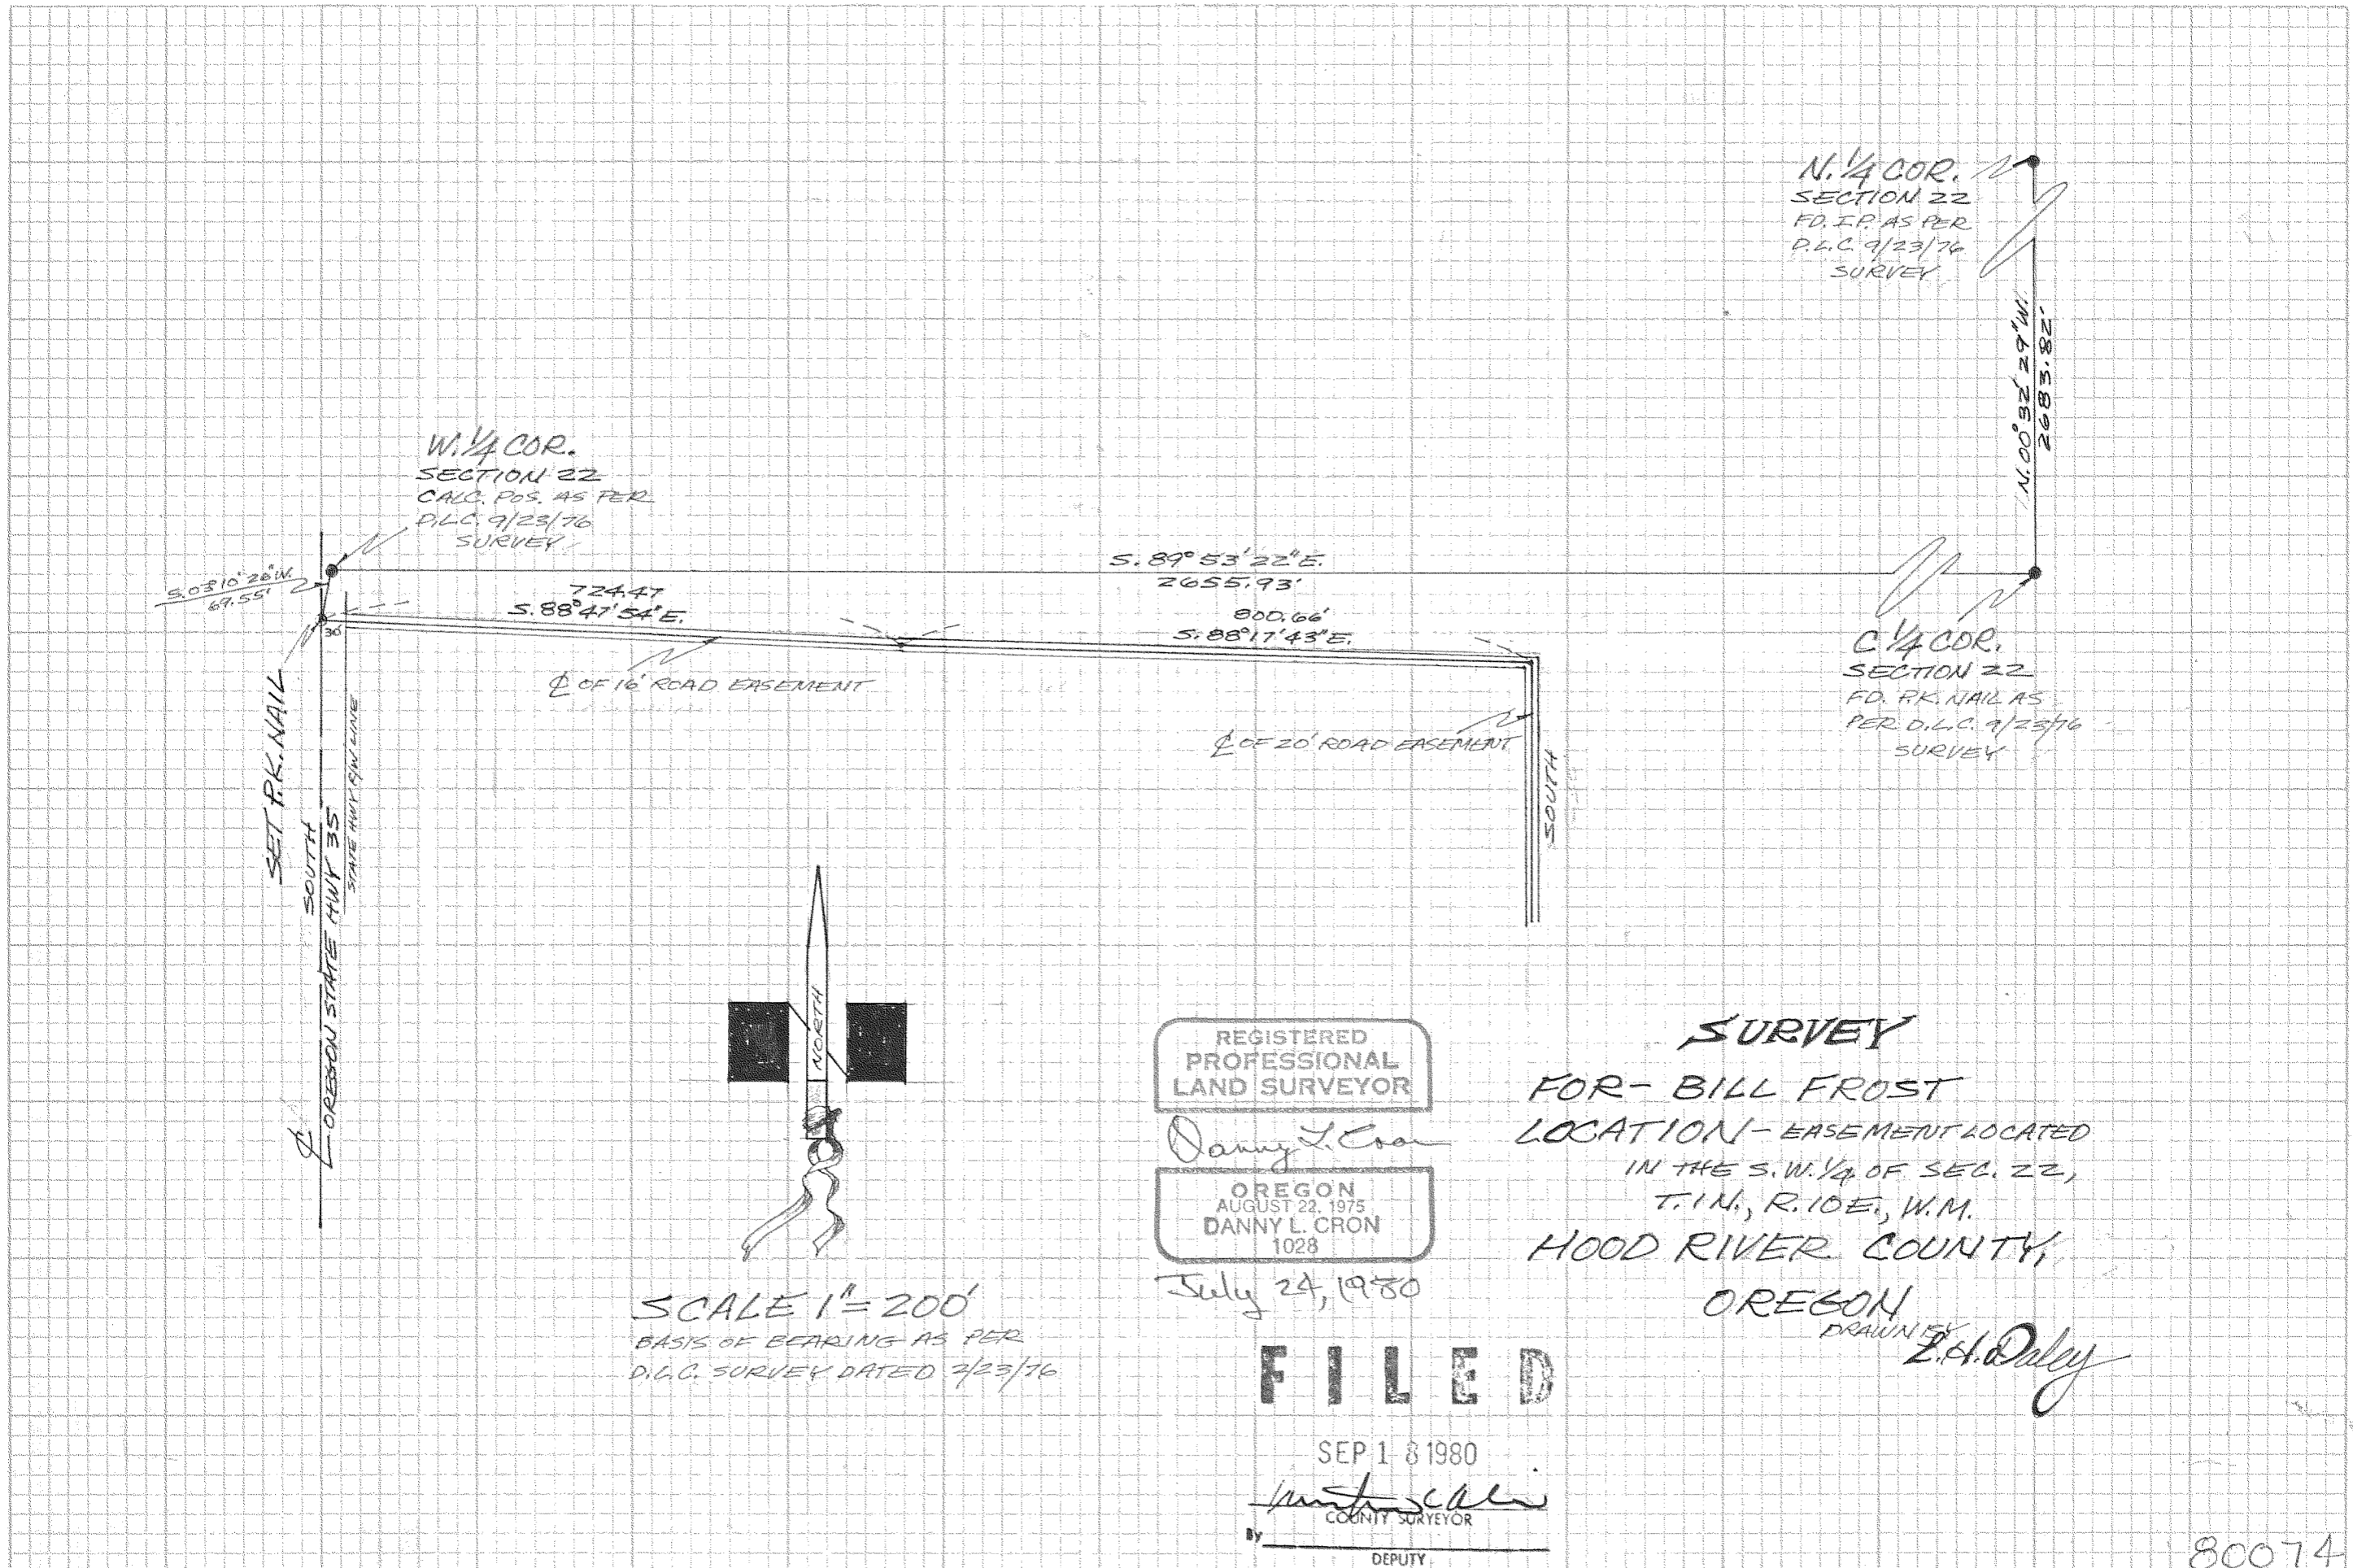 N. 1/4 COR.
SECTION 22
FD. I.P. AS PER
D.L.C. 9/23/76
SURVEY
N. 00° 32' 29" W.
2683.82'
W. 1/4 COR.
SECTION 22
CALC. POS. AS PER
D.L.C. 9/23/76
SURVEY
S. 89° 53' 22" E.
2655.93'
69.55'
724.47
S. 88° 47' 54" E.
800.66'
S. 88° 17' 43" E.
30'
C 1/4 COR.
SECTION 22
FD. P.K. NAIL AS
PER D.L.C. 9/23/76
SURVEY
℄ OF 16' ROAD EASEMENT
℄ OF 20' ROAD EASEMENT
SOUTH
SET P.K. NAIL
SOUTH
℄ OREGON STATE HWY 35
STATE HWY R/W LINE
NORTH
SCALE 1" = 200'
BASIS OF BEARING AS PER
D.L.C. SURVEY DATED 2/23/76
REGISTERED
PROFESSIONAL
LAND SURVEYOR
Danny L. Cron
OREGON
AUGUST 22, 1975
DANNY L. CRON
1028
July 24, 1980
FILED
SEP 18 1980
COUNTY SURVEYOR
By
DEPUTY
SURVEY
FOR- BILL FROST
LOCATION- EASEMENT LOCATED
IN THE S.W. 1/4 OF SEC. 22,
T.1N., R.10E., W.M.
HOOD RIVER COUNTY,
OREGON
DRAWN BY
L.H. Daley
80074